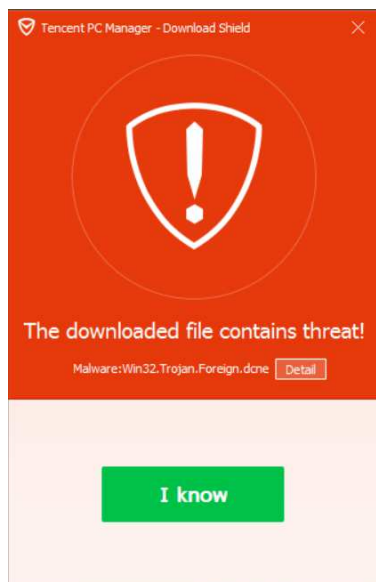 Tencent PC Manager - Download Shield
The downloaded file contains threat!
Malware:Win32.Trojan.Foreign.dcne Detail
I know